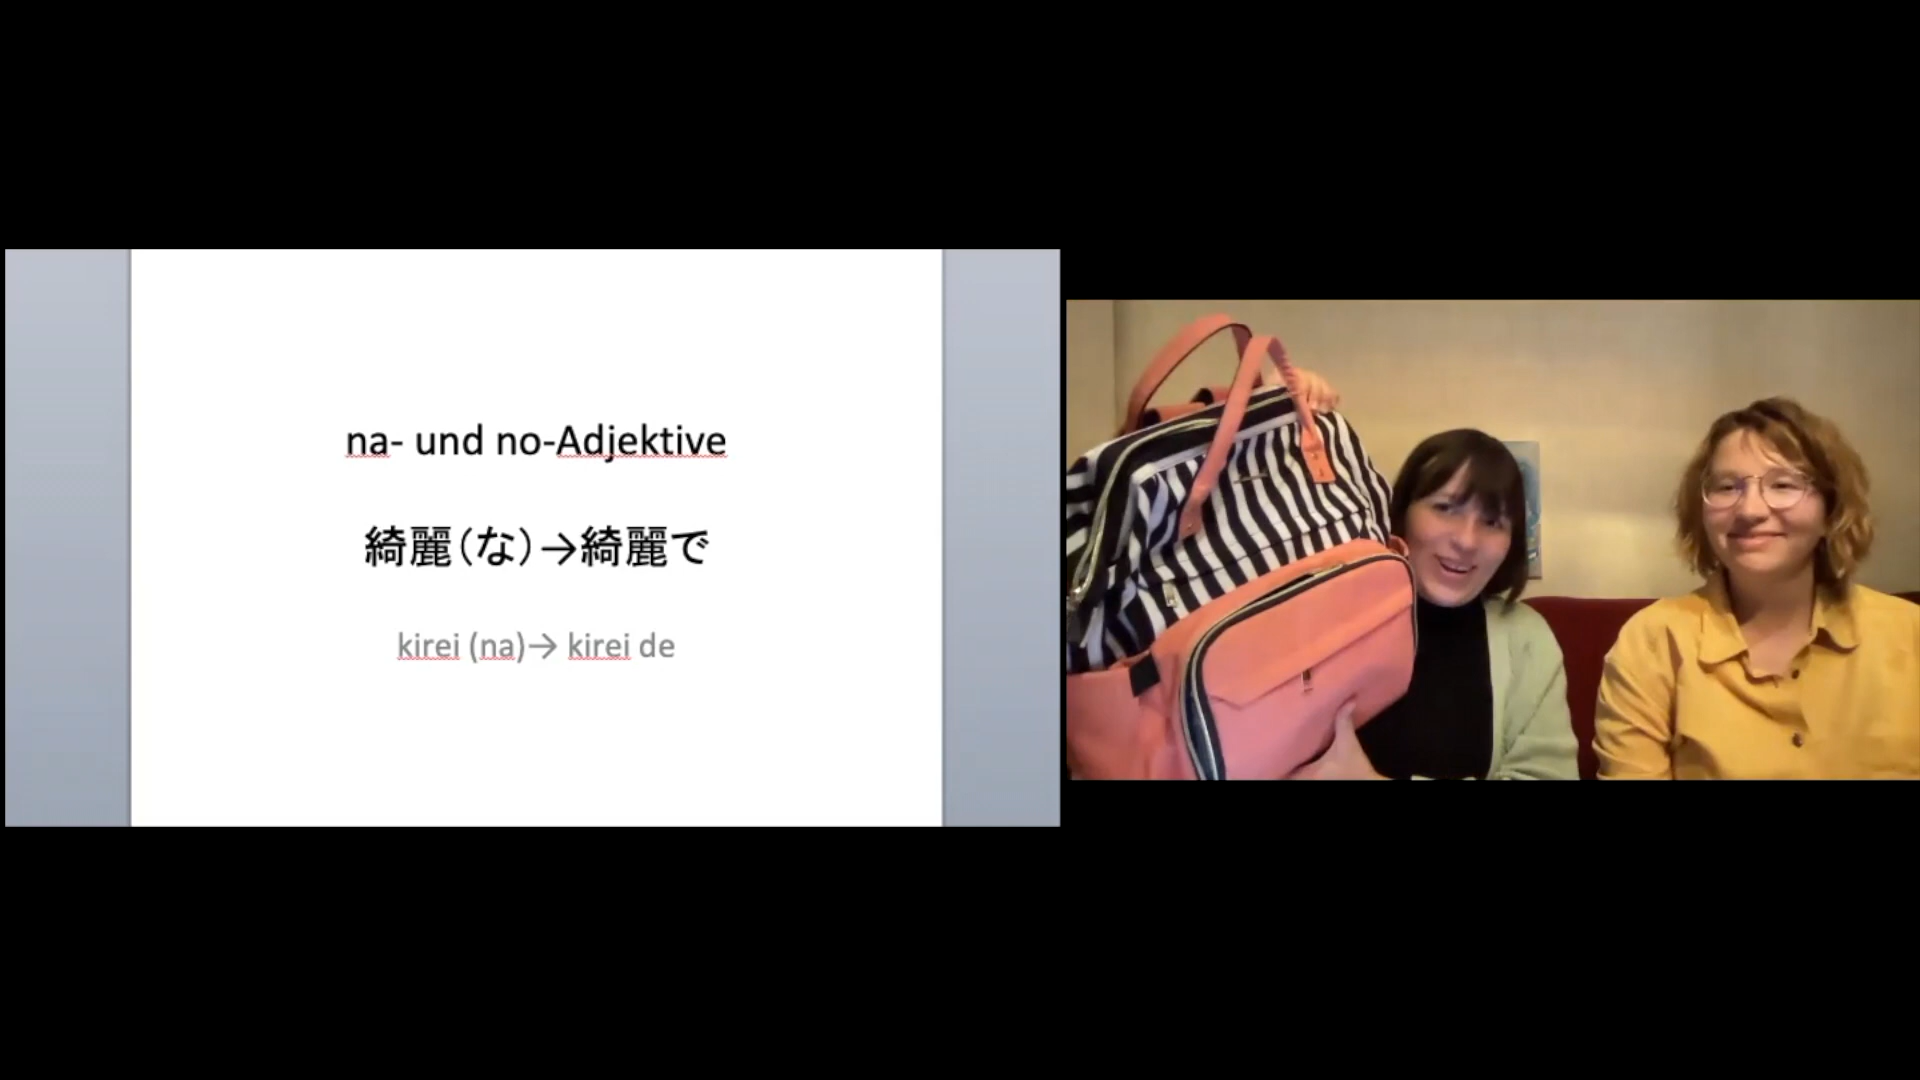 na- und no-Adjektive
綺麗（な）→綺麗で
kirei (na)→ kirei de